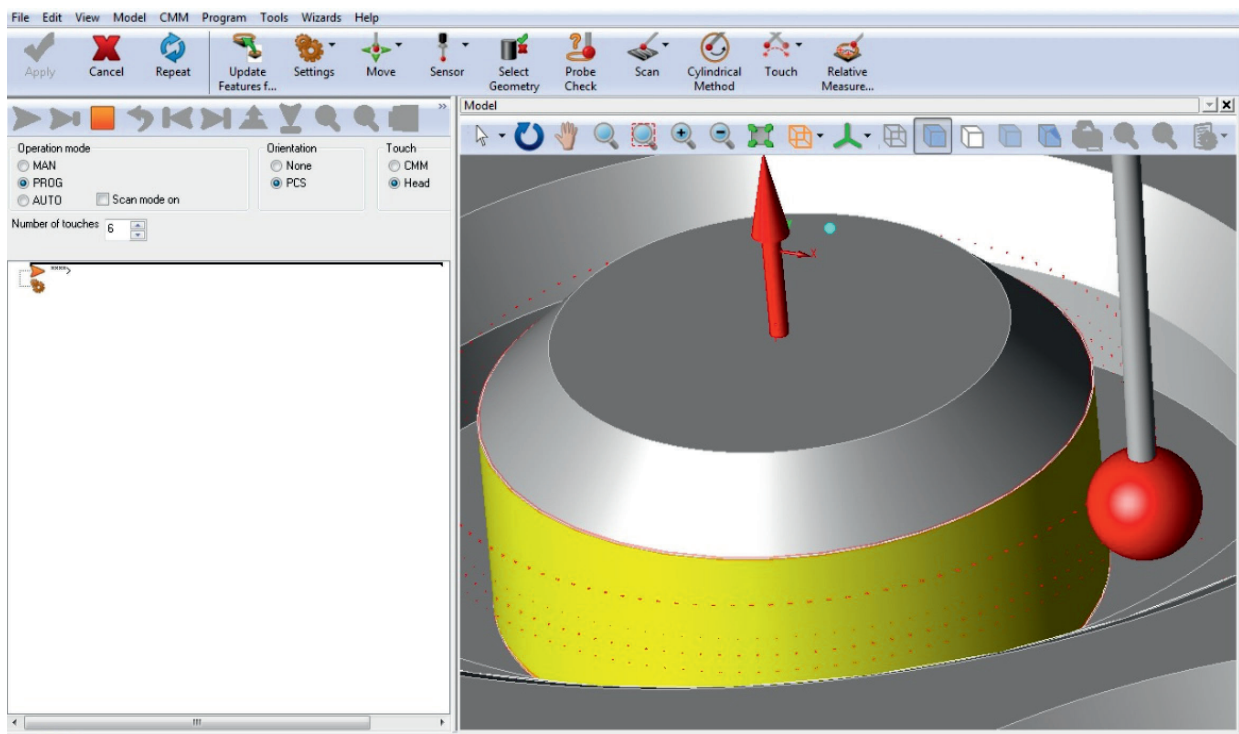 File Edit View Model CMM Program Tools Wizards Help
Apply Cancel Repeat Update Features f... Settings Move Sensor Select Geometry Probe Check Scan Cylindrical Method Touch Relative Measure...
»
Model
Operation mode
MAN
PROG
AUTO
Scan mode on
Orientation
None
PCS
Touch
CMM
Head
Number of touches 6
X